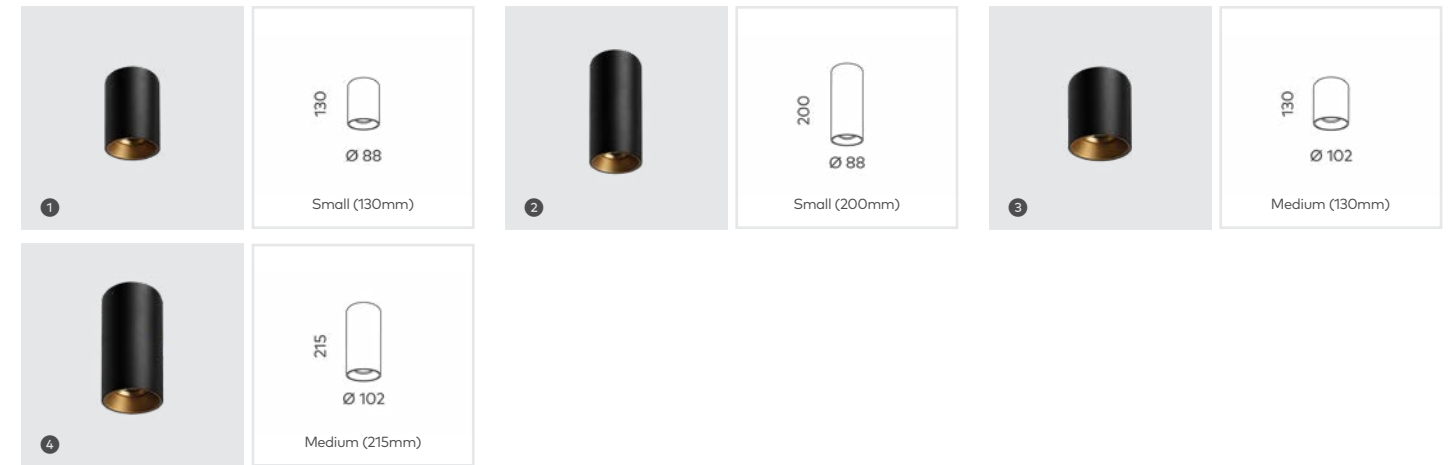 130
Ø 88
Small (130mm)
1
200
Ø 88
Small (200mm)
2
130
Ø 102
Medium (130mm)
3
215
Ø 102
Medium (215mm)
4